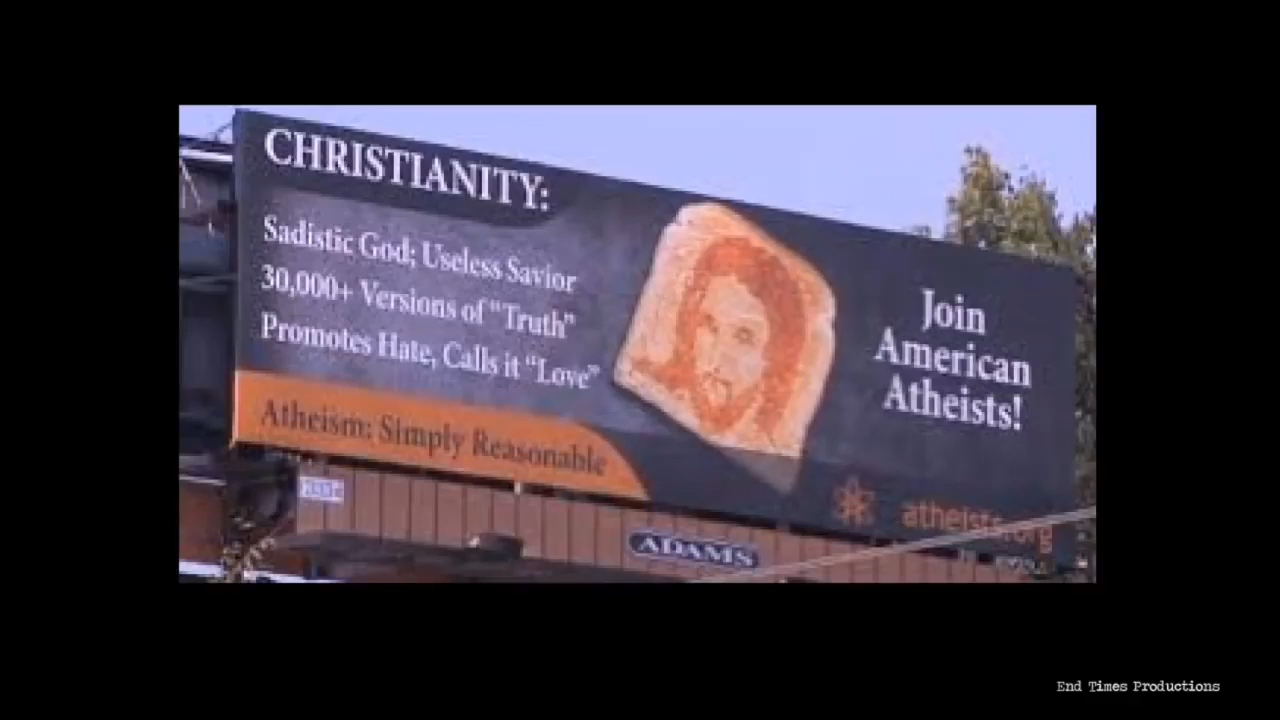 CHRISTIANITY:
Sadistic God; Useless Savior
30,000+ Versions of "Truth"
Promotes Hate, Calls it "Love"
Atheism: Simply Reasonable
Join
American
Atheists!
atheists.org
ADAMS
End Times Productions